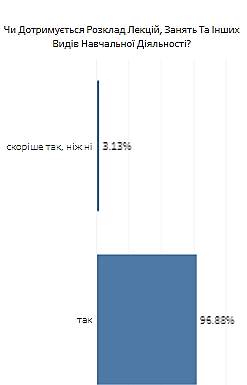 Чи Дотримується Розклад Лекцій, Занять Та Інших
Видів Навчальної Діяльності?
скоріше так, ніж ні
3.13%
так
96.88%